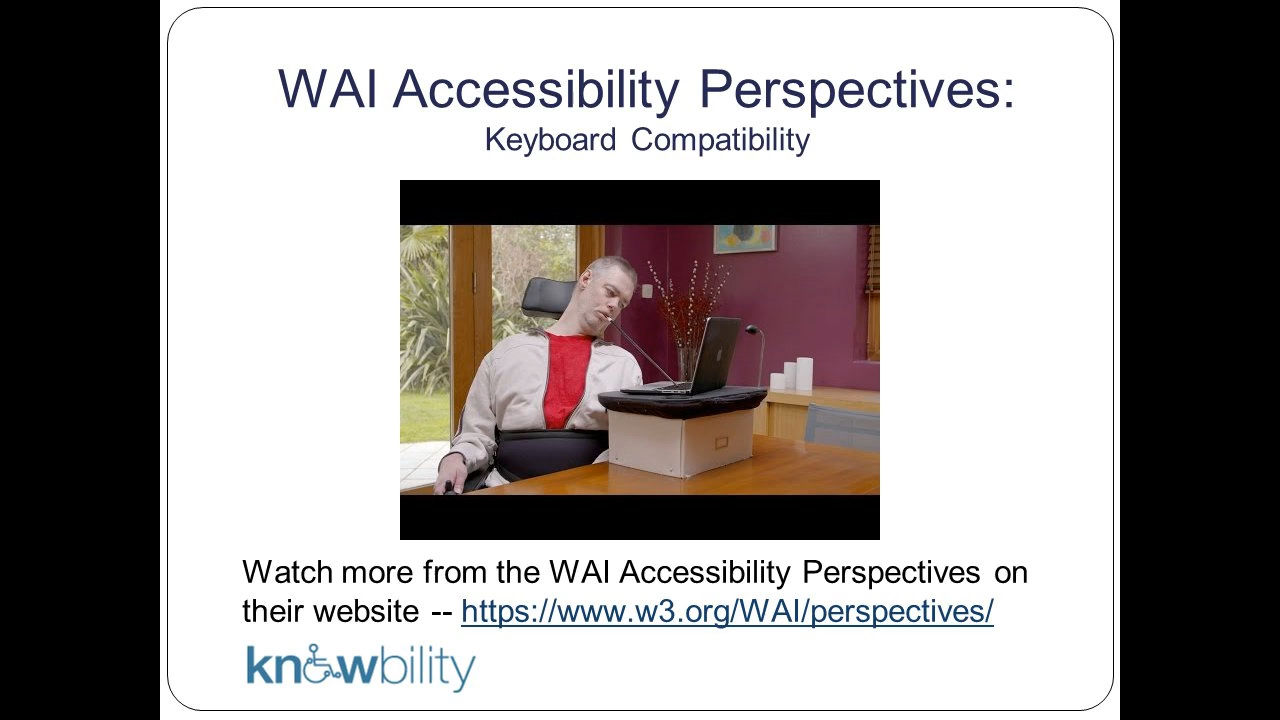 WAI Accessibility Perspectives:
Keyboard Compatibility
Watch more from the WAI Accessibility Perspectives on
their website -- https://www.w3.org/WAI/perspectives/
knowbility